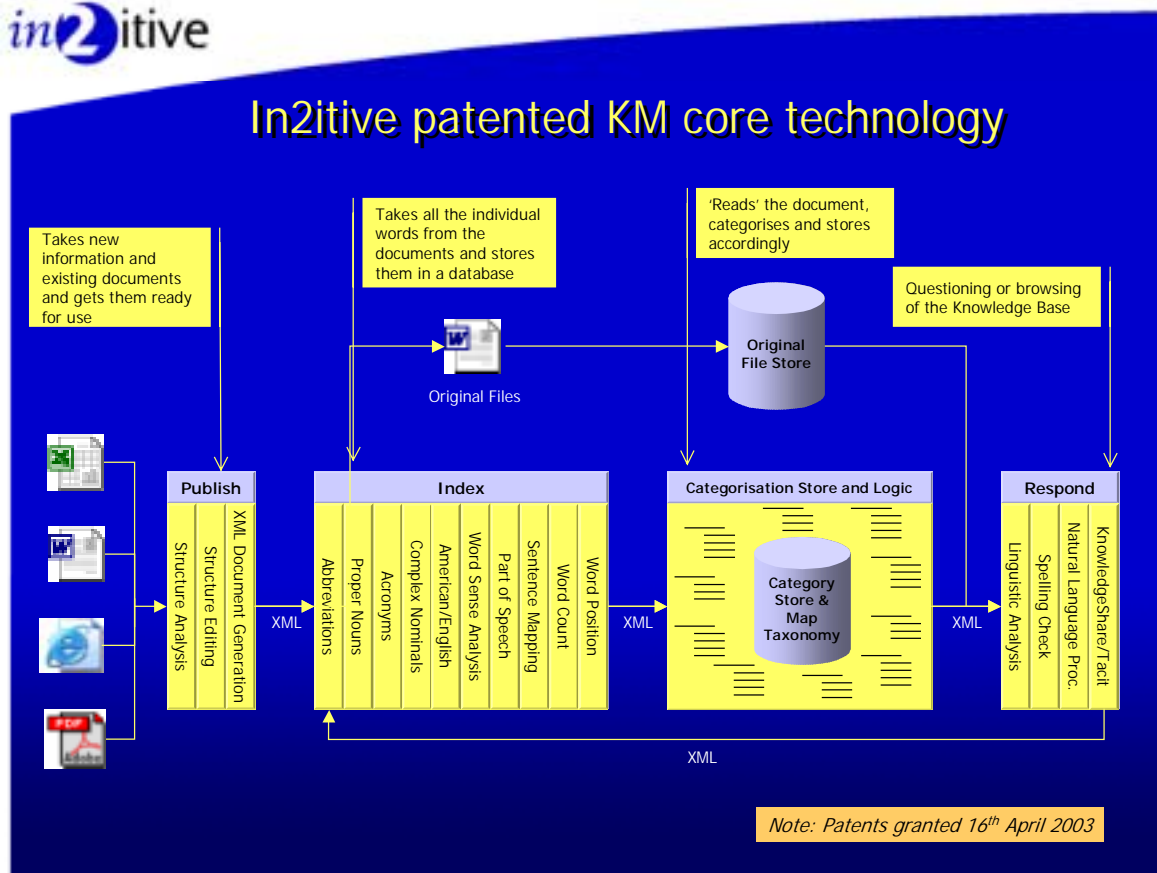 in2itive
In2itive patented KM core technology
Takes new
information and
existing documents
and gets them ready
for use
Takes all the individual
words from the
documents and stores
them in a database
‘Reads’ the document,
categorises and stores
accordingly
Questioning or browsing
of the Knowledge Base
W
Original Files
Original
File Store
X
W
e
PDF
Adobe
Publish
Structure Analysis
Structure Editing
XML Document Generation
XML
Index
Abbreviations
Proper Nouns
Acronyms
Complex Nominals
American/English
Word Sense Analysis
Part of Speech
Sentence Mapping
Word Count
Word Position
XML
Categorisation Store and Logic
Category
Store &
Map
Taxonomy
XML
Respond
Linguistic Analysis
Spelling Check
Natural Language Proc.
KnowledgeShare/Tacit
XML
Note: Patents granted 16th April 2003